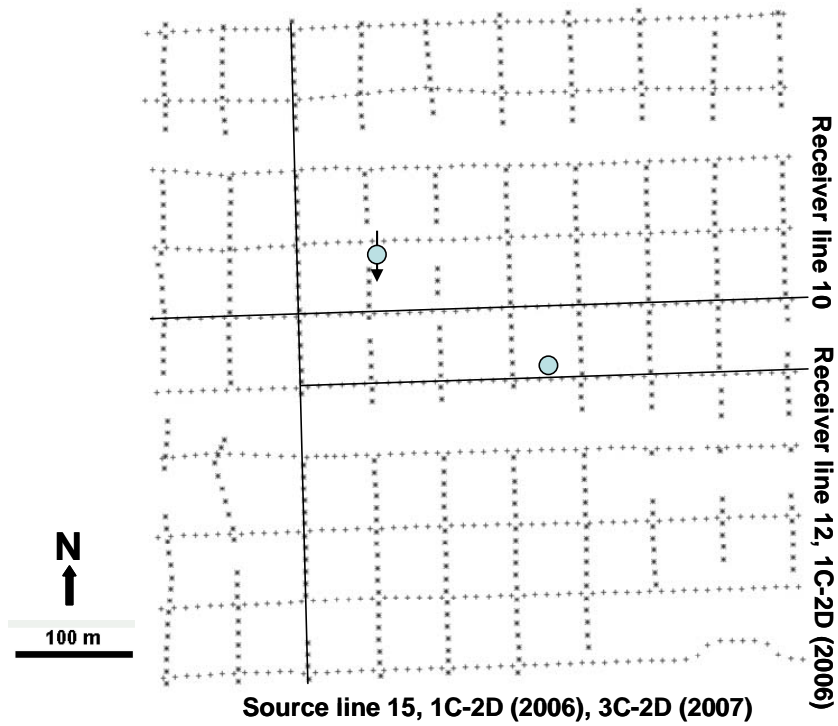 Receiver line 10
Receiver line 12, 1C-2D (2006)
N
100 m
Source line 15, 1C-2D (2006), 3C-2D (2007)